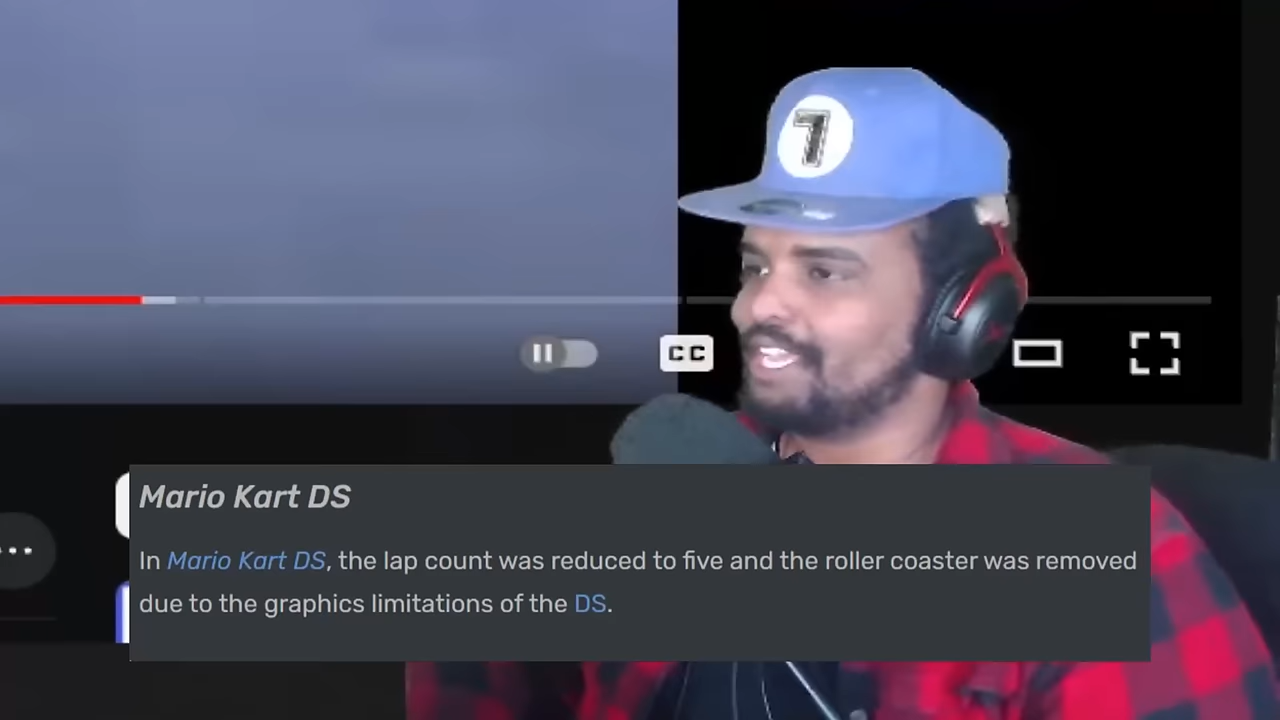 7
CC
Mario Kart DS
In Mario Kart DS, the lap count was reduced to five and the roller coaster was removed
due to the graphics limitations of the DS.